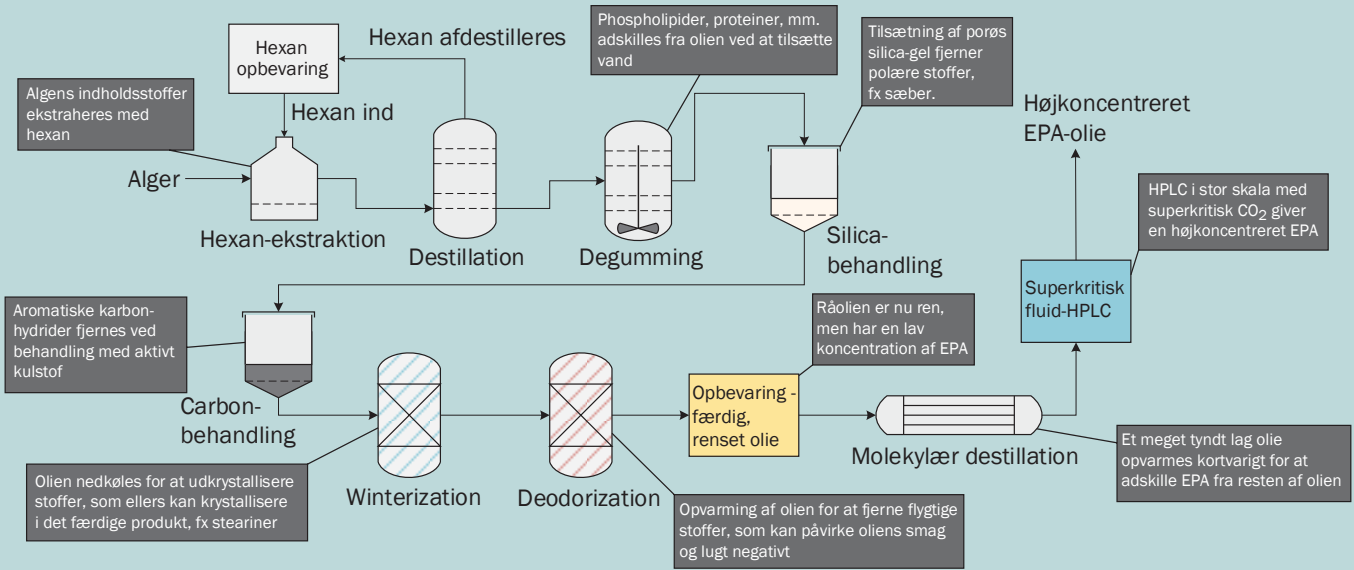 Hexan
opbevaring
Hexan afdestilleres
Phospholipider, proteiner, mm.
adskilles fra olien ved at tilsætte
vand
Tilsætning af porøs
silica-gel fjerner
polære stoffer,
fx sæber.
Algens indholdsstoffer
ekstraheres med
hexan
Hexan ind
Højkoncentreret
EPA-olie
Alger
Hexan-ekstraktion
Destillation
Degumming
Silica-
behandling
HPLC i stor skala med
superkritisk CO₂ giver
en højkoncentreret EPA
Superkritisk
fluid-HPLC
Aromatiske karbon-
hydrider fjernes ved
behandling med aktivt
kulstof
Carbon-
behandling
Råolien er nu ren,
men har en lav
koncentration af EPA
Opbevaring -
færdig,
renset olie
Molekylær destillation
Et meget tyndt lag olie
opvarmes kortvarigt for at
adskille EPA fra resten af olien
Olien nedkøles for at udkrystallisere
stoffer, som ellers kan krystallisere
i det færdige produkt, fx steariner
Winterization
Deodorization
Opvarming af olien for at fjerne flygtige
stoffer, som kan påvirke oliens smag
og lugt negativt